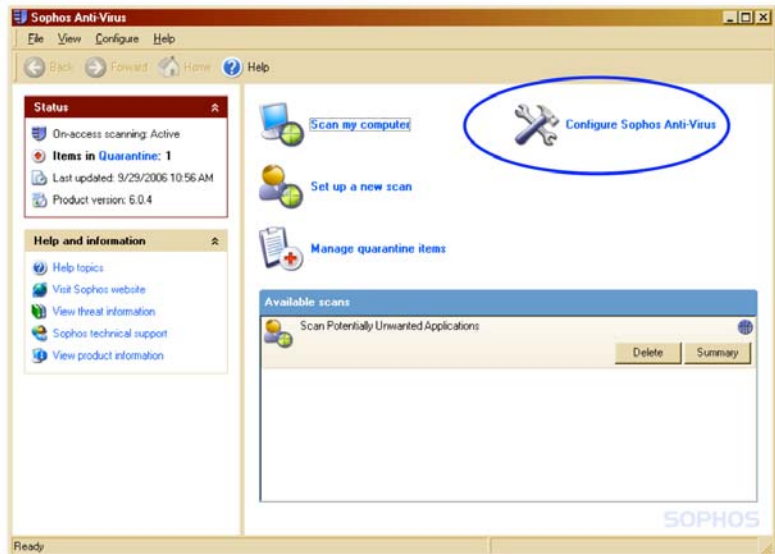 Sophos Anti-Virus
File View Configure Help
Back Forward Home Help
Status
On-access scanning: Active
Items in Quarantine: 1
Last updated: 9/29/2006 10:56 AM
Product version: 6.0.4
Help and information
Help topics
Visit Sophos website
View threat information
Sophos technical support
View product information
Scan my computer
Configure Sophos Anti-Virus
Set up a new scan
Manage quarantine items
Available scans
Scan Potentially Unwanted Applications
Delete Summary
SOPHOS
Ready